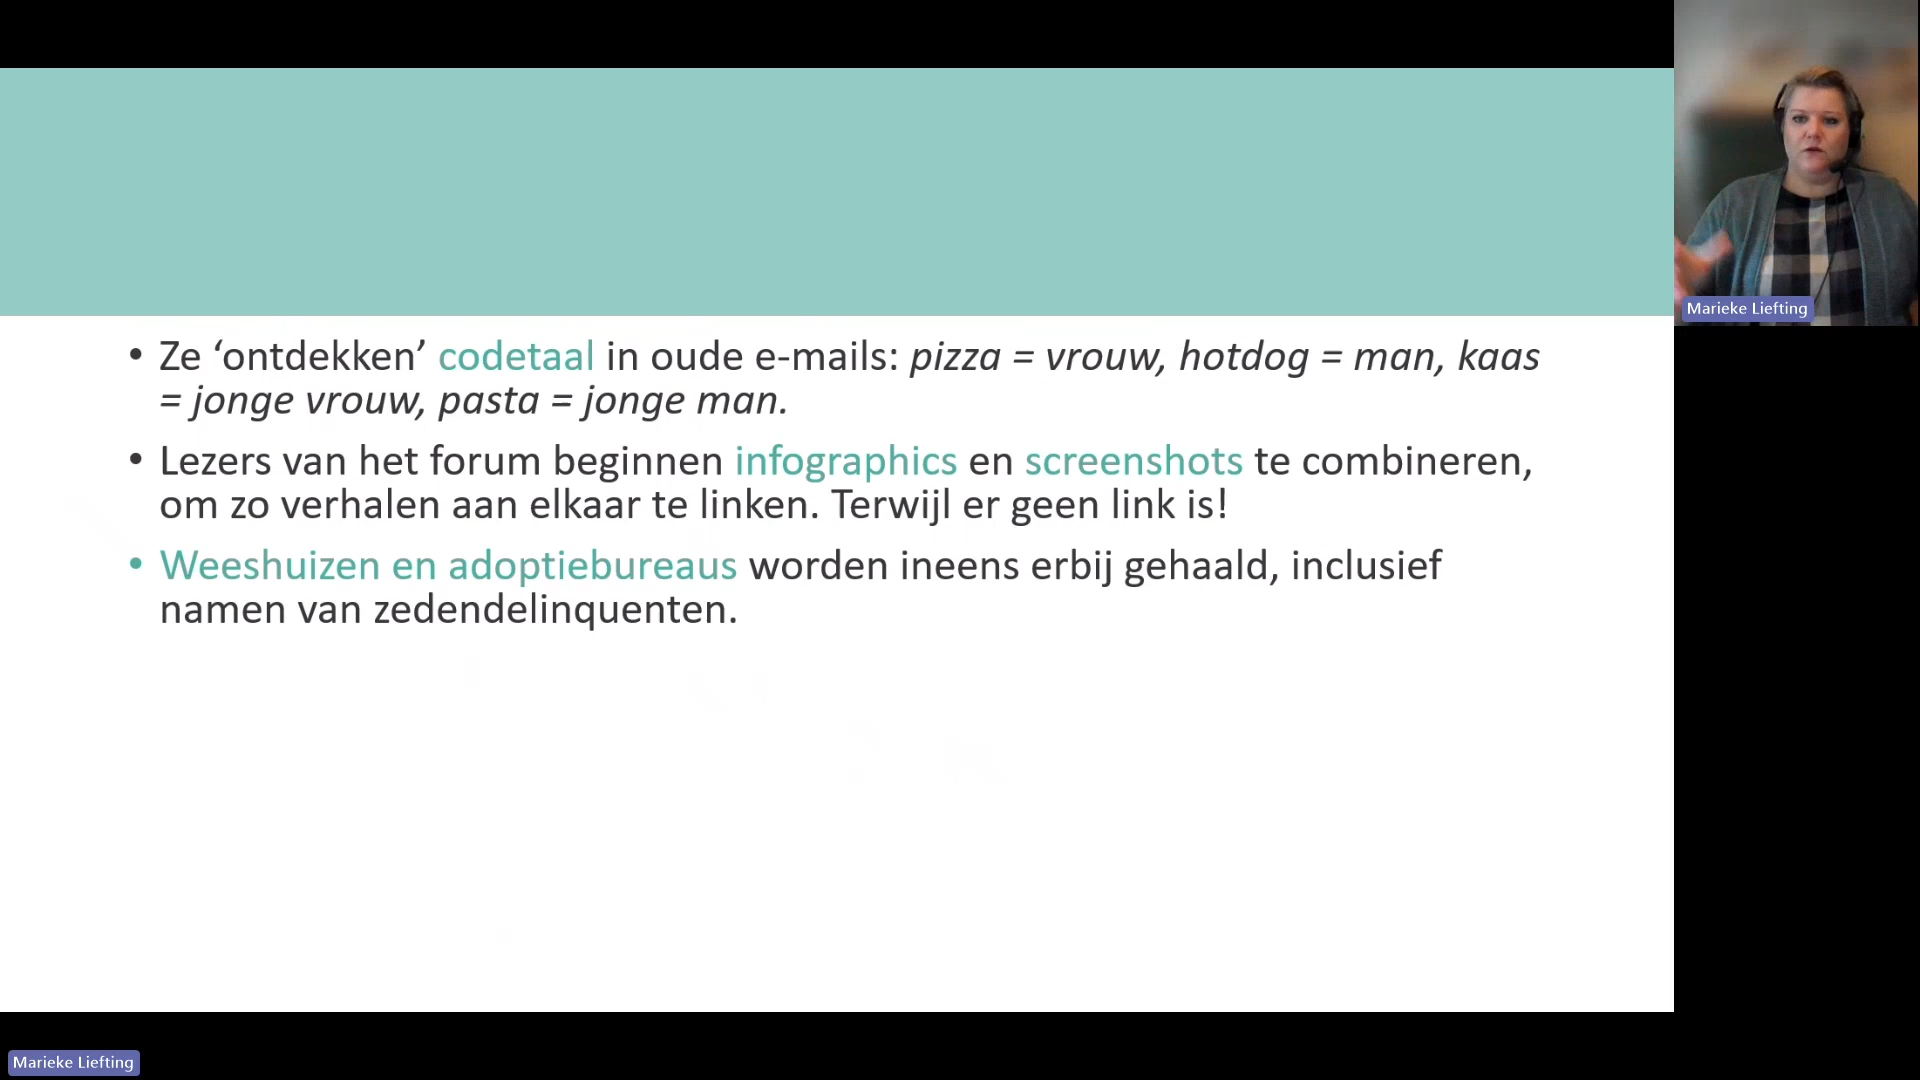 • Ze ‘ontdekken’ codetaal in oude e-mails: pizza = vrouw, hotdog = man, kaas
= jonge vrouw, pasta = jonge man.
• Lezers van het forum beginnen infographics en screenshots te combineren,
om zo verhalen aan elkaar te linken. Terwijl er geen link is!
• Weeshuizen en adoptiebureaus worden ineens erbij gehaald, inclusief
namen van zedendelinquenten.
Marieke Liefting
Marieke Liefting